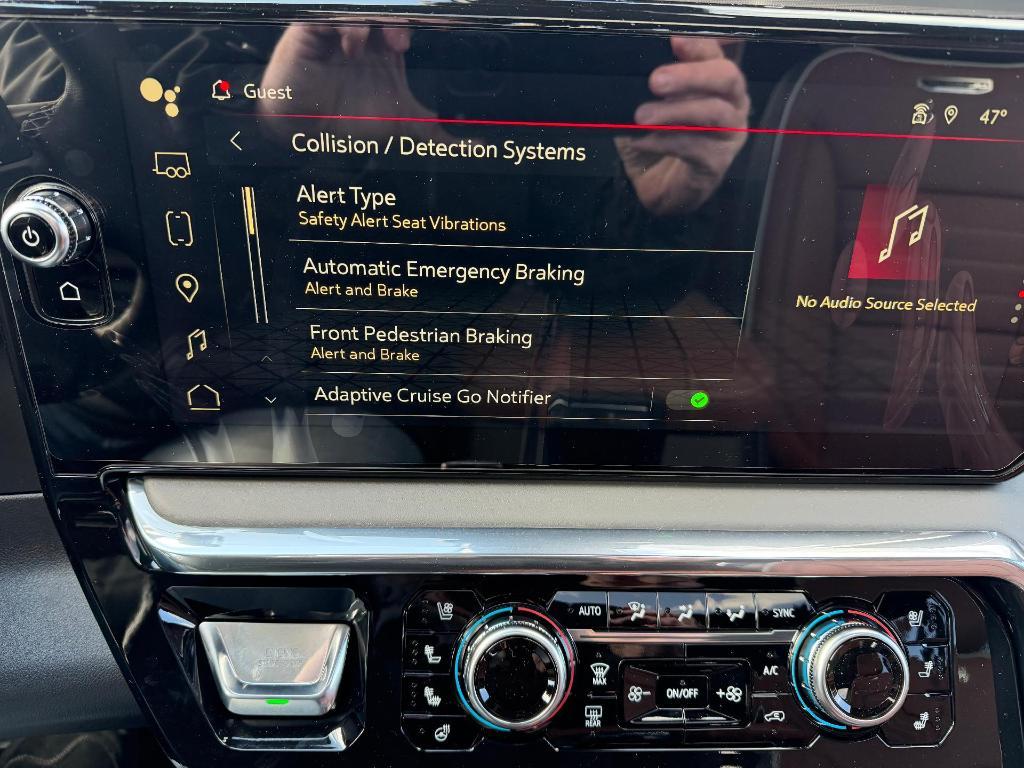 Guest
47°
Collision / Detection Systems
Alert Type
Safety Alert Seat Vibrations
Automatic Emergency Braking
Alert and Brake
No Audio Source Selected
Front Pedestrian Braking
Alert and Brake
Adaptive Cruise Go Notifier
AUTO
SYNC
MAX
A/C
ON/OFF
REAR